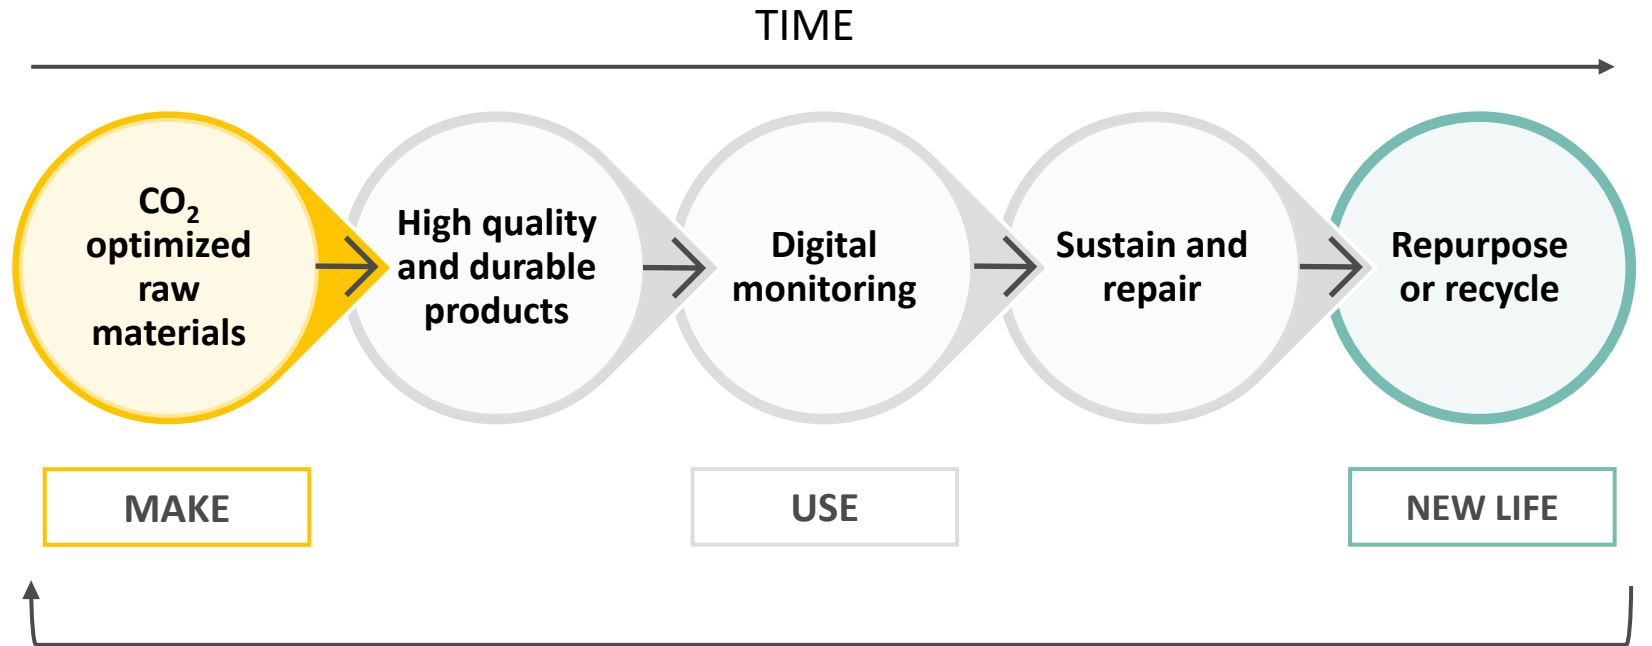 TIME
CO₂
optimized
raw
materials
High quality
and durable
products
Digital
monitoring
Sustain and
repair
Repurpose
or recycle
MAKE
USE
NEW LIFE